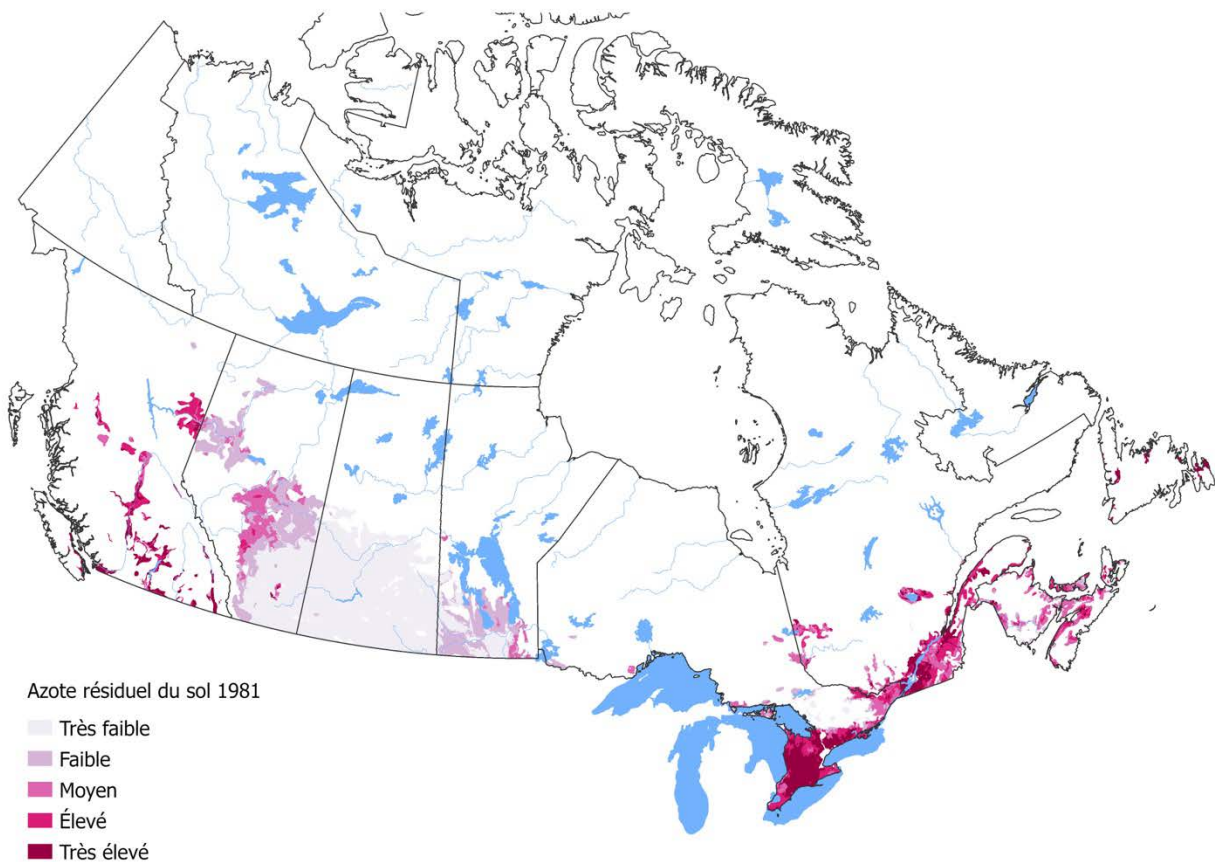 Azote résiduel du sol 1981
Très faible
Faible
Moyen
Élevé
Très élevé